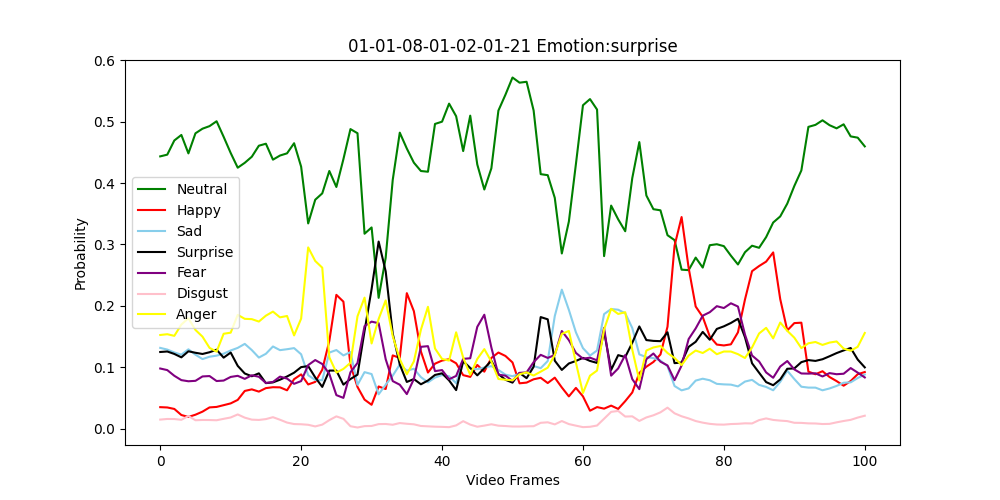 01-01-08-01-02-01-21 Emotion:surprise
Probability
0.6
0.5
0.4
0.3
0.2
0.1
0.0
Neutral
Happy
Sad
Surprise
Fear
Disgust
Anger
0 20 40 60 80 100
Video Frames